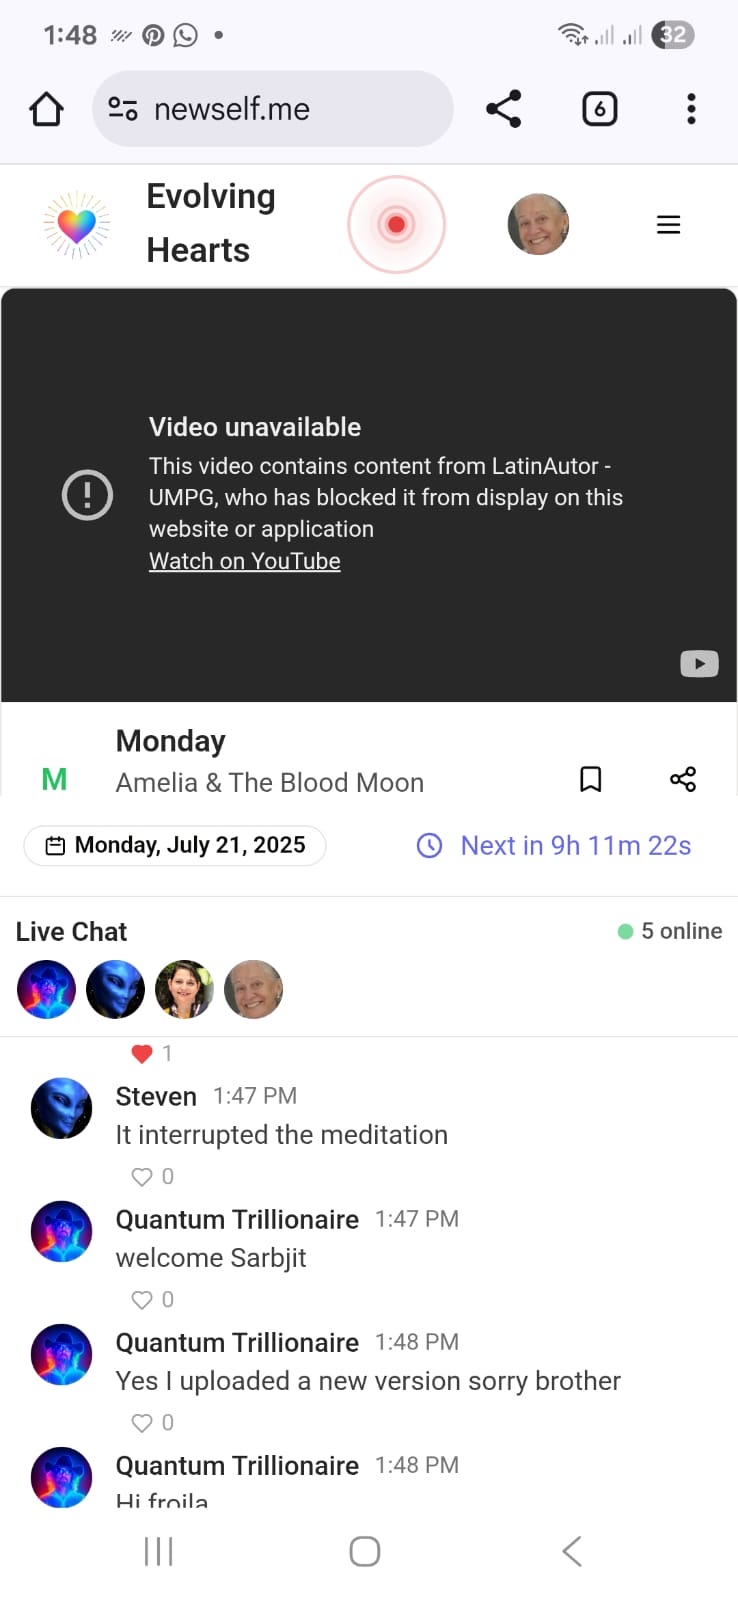 1:48
32
newself.me
6
Evolving
Hearts
Video unavailable
This video contains content from LatinAutor -
UMPG, who has blocked it from display on this
website or application
Watch on YouTube
Monday
M
Amelia & The Blood Moon
Monday, July 21, 2025
Next in 9h 11m 22s
Live Chat
5 online
1
Steven 1:47 PM
It interrupted the meditation
0
Quantum Trillionaire 1:47 PM
welcome Sarbjit
0
Quantum Trillionaire 1:48 PM
Yes I uploaded a new version sorry brother
0
Quantum Trillionaire 1:48 PM
Hi froila